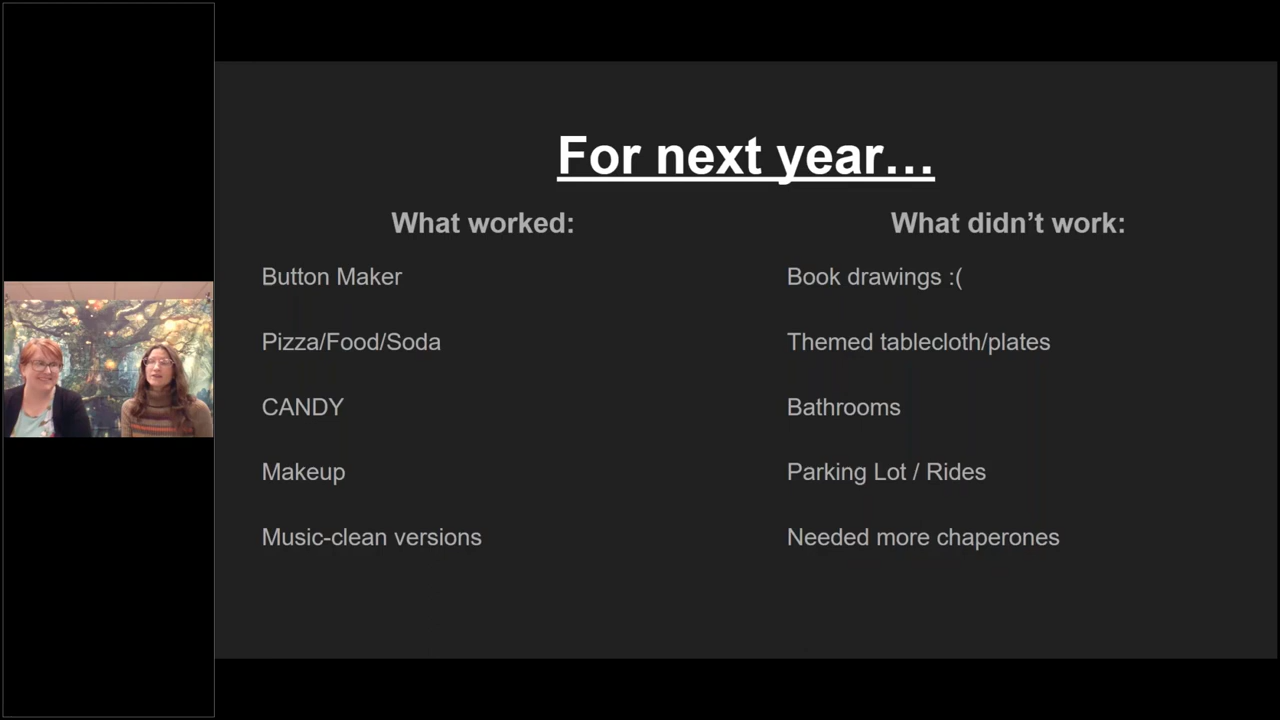 For next year…
What worked:
Button Maker
Pizza/Food/Soda
CANDY
Makeup
Music-clean versions
What didn’t work:
Book drawings :(
Themed tablecloth/plates
Bathrooms
Parking Lot / Rides
Needed more chaperones